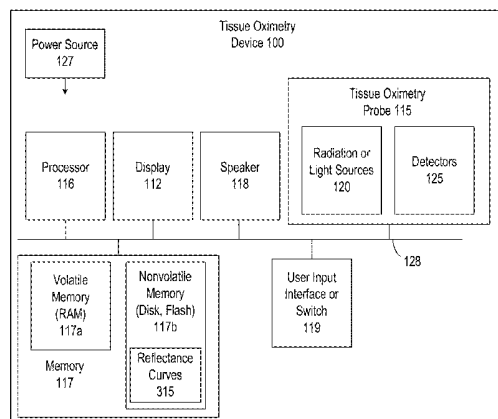 Tissue Oximetry
Device 100
Power Source
127
Tissue Oximetry
Probe 115
Processor
116
Display
112
Speaker
118
Radiation or
Light Sources
120
Detectors
125
128
Volatile
Memory
(RAM)
117a
Nonvolatile
Memory
(Disk, Flash)
117b
Memory
117
Reflectance
Curves
315
User Input
Interface or
Switch
119